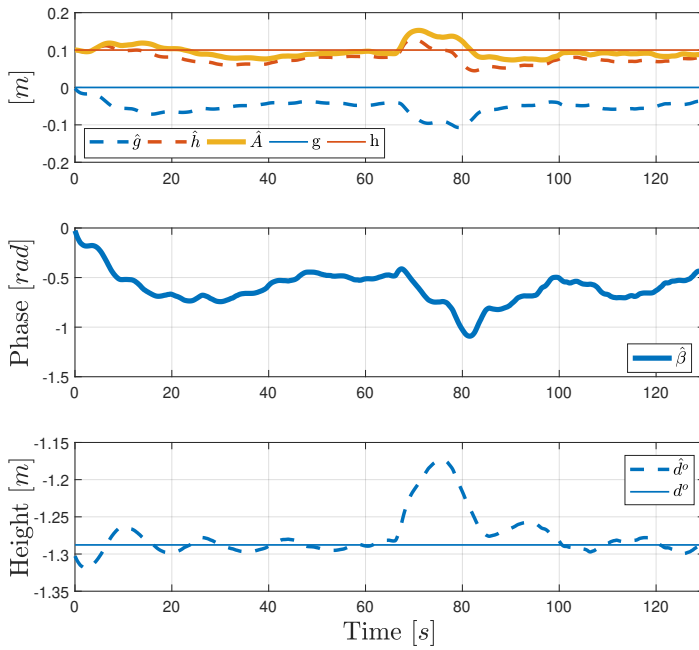 0.2
0.1
0
-0.1
-0.2
[m]
ĝ ĥ Â g h
0 20 40 60 80 100 120
0
-0.5
-1
-1.5
Phase [rad]
β̂
0 20 40 60 80 100 120
-1.15
-1.2
-1.25
-1.3
-1.35
Height [m]
d̂ᵒ
dᵒ
0 20 40 60 80 100 120
Time [s]